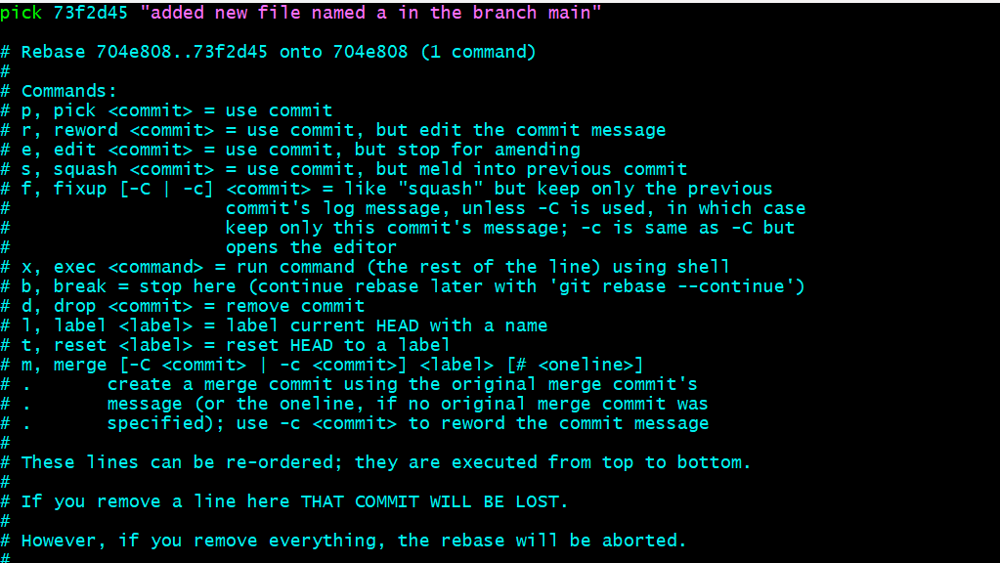 pick 73f2d45 "added new file named a in the branch main"

# Rebase 704e808..73f2d45 onto 704e808 (1 command)
#
# Commands:
# p, pick <commit> = use commit
# r, reword <commit> = use commit, but edit the commit message
# e, edit <commit> = use commit, but stop for amending
# s, squash <commit> = use commit, but meld into previous commit
# f, fixup [-C | -c] <commit> = like "squash" but keep only the previous
#                    commit's log message, unless -C is used, in which case
#                    keep only this commit's message; -c is same as -C but
#                    opens the editor
# x, exec <command> = run command (the rest of the line) using shell
# b, break = stop here (continue rebase later with 'git rebase --continue')
# d, drop <commit> = remove commit
# l, label <label> = label current HEAD with a name
# t, reset <label> = reset HEAD to a label
# m, merge [-C <commit> | -c <commit>] <label> [# <oneline>]
# .       create a merge commit using the original merge commit's
# .       message (or the oneline, if no original merge commit was
# .       specified); use -c <commit> to reword the commit message
#
# These lines can be re-ordered; they are executed from top to bottom.
#
# If you remove a line here THAT COMMIT WILL BE LOST.
#
# However, if you remove everything, the rebase will be aborted.
#